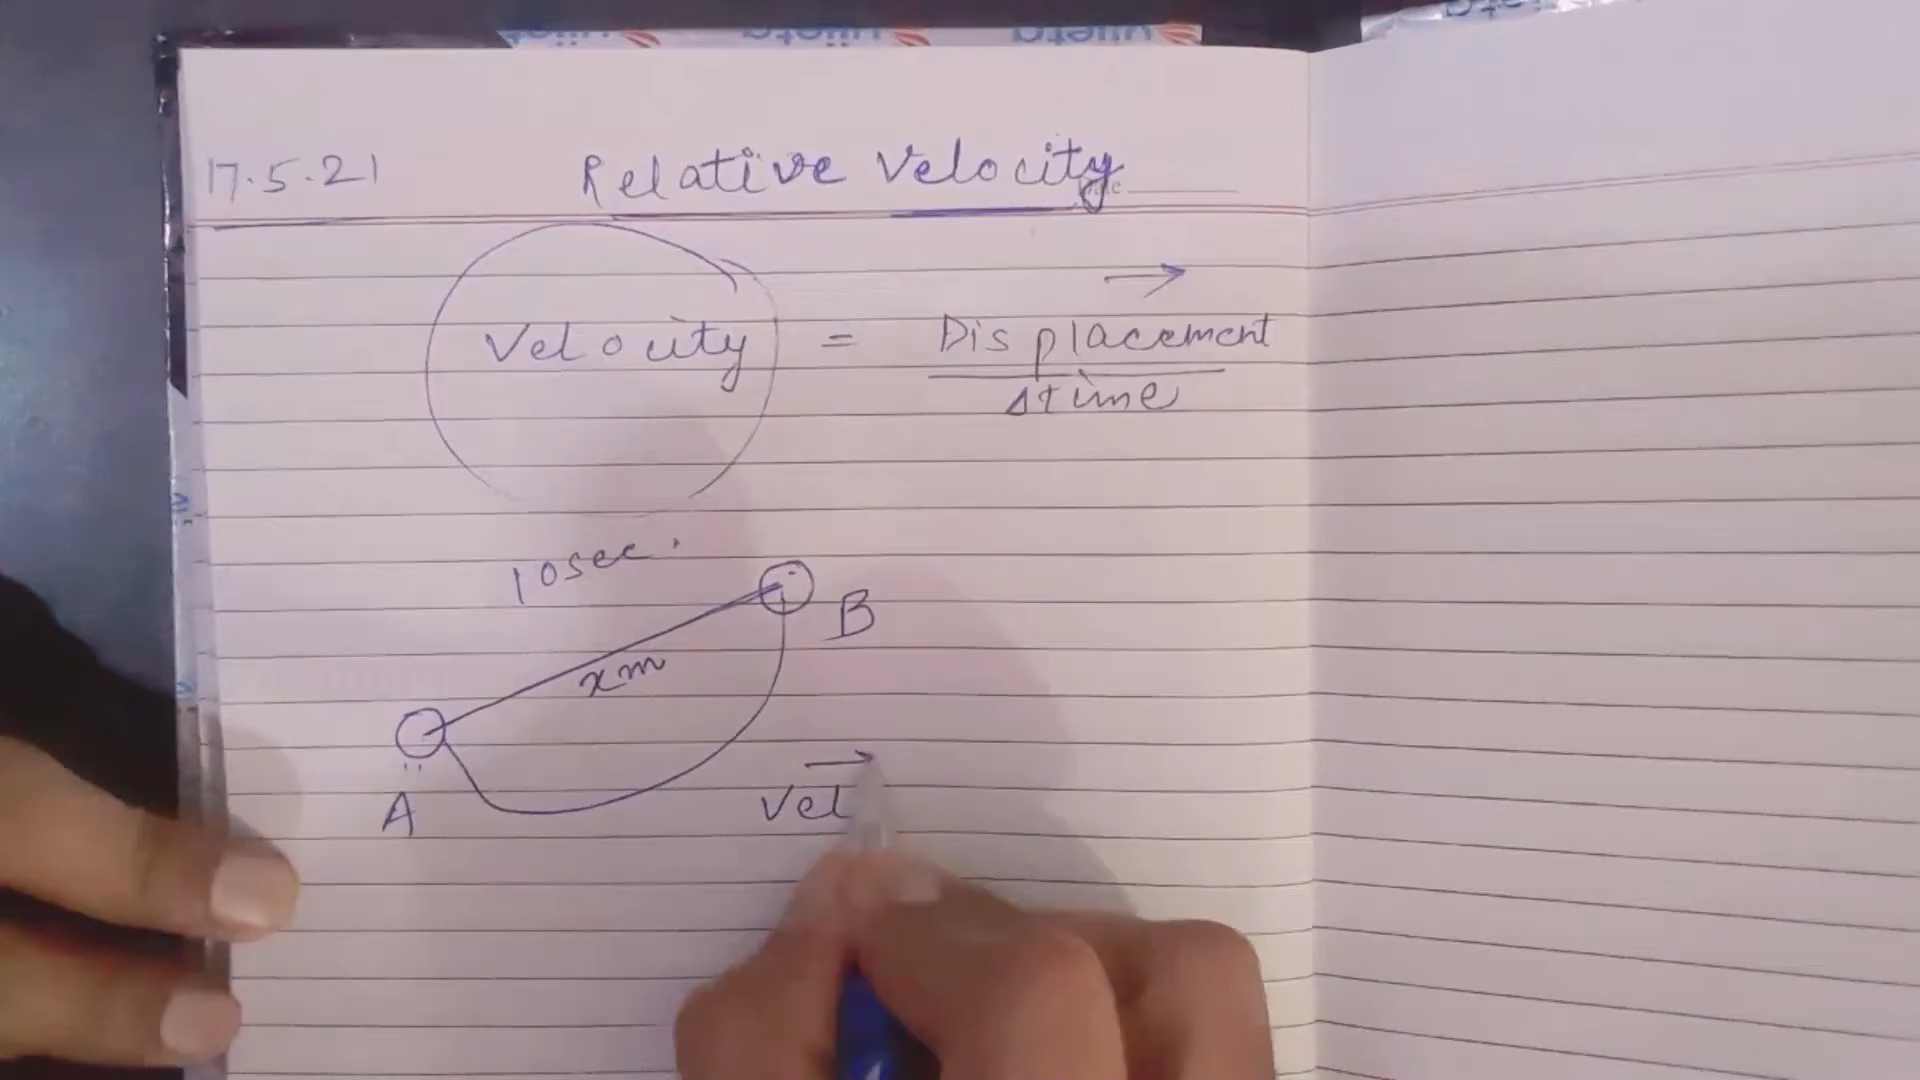 17.5.21 Relative Velocity
Velocity = Displacement
Δtime
10sec.
B
xm
A
Vel